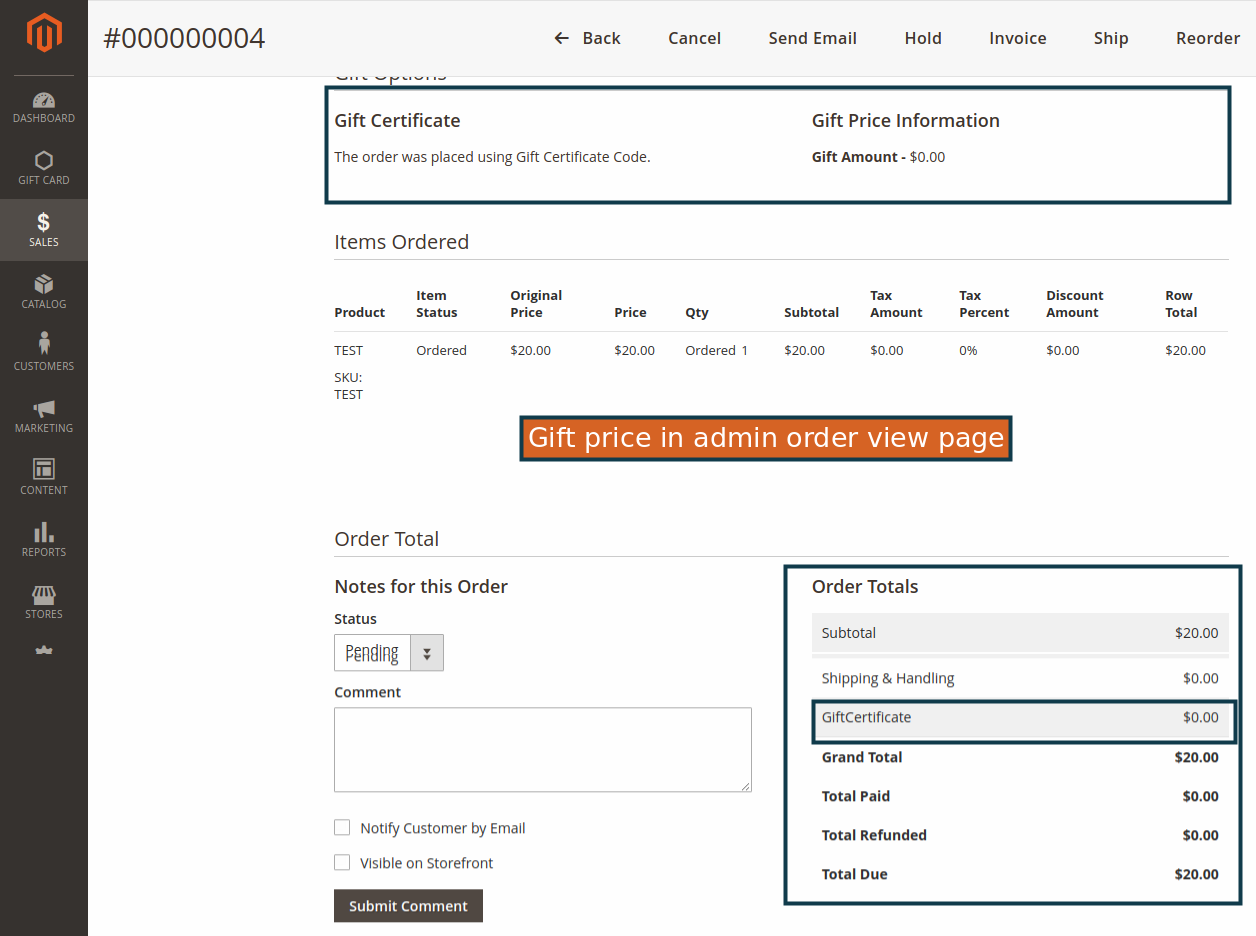 #000000004
Back
Cancel
Send Email
Hold
Invoice
Ship
Reorder
DASHBOARD
GIFT CARD
SALES
CATALOG
CUSTOMERS
MARKETING
CONTENT
REPORTS
STORES
Gift Options
Gift Certificate
The order was placed using Gift Certificate Code.
Gift Price Information
Gift Amount - $0.00
Items Ordered
Product Item Status Original Price Price Qty Subtotal Tax Amount Tax Percent Discount Amount Row Total
TEST Ordered $20.00 $20.00 Ordered 1 $20.00 $0.00 0% $0.00 $20.00
SKU:
TEST
Gift price in admin order view page
Order Total
Notes for this Order
Status
Pending
Comment
Notify Customer by Email
Visible on Storefront
Submit Comment
Order Totals
Subtotal $20.00
Shipping & Handling $0.00
GiftCertificate $0.00
Grand Total $20.00
Total Paid $0.00
Total Refunded $0.00
Total Due $20.00